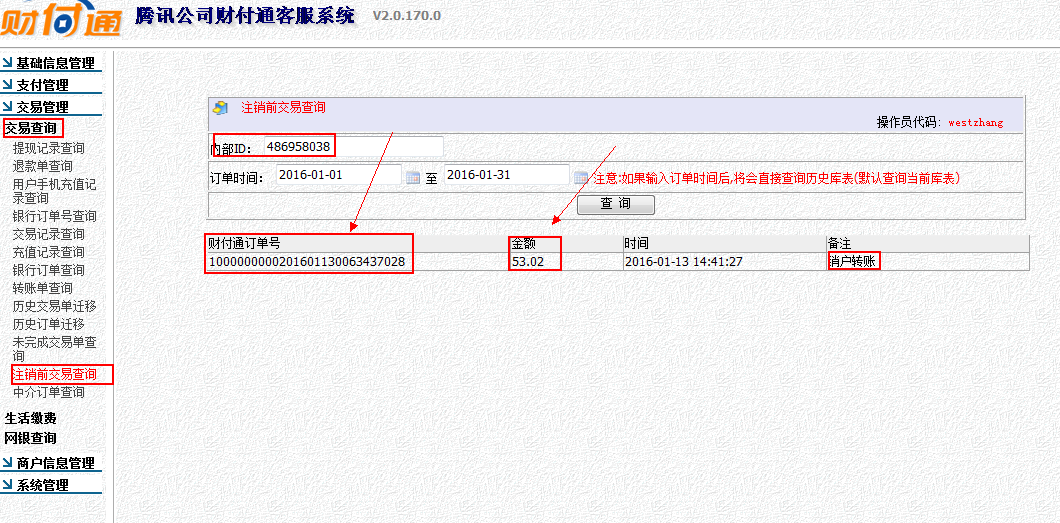 财付通
腾讯公司财付通客服系统 V2.0.170.0
基础信息管理
支付管理
交易管理
交易查询
提现记录查询
退款单查询
用户手机充值记
录查询
银行订单号查询
交易记录查询
充值记录查询
银行订单查询
转账单查询
历史交易单迁移
历史订单迁移
未完成交易单查
询
注销前交易查询
中介订单查询
生活缴费
网银查询
商户信息管理
系统管理
注销前交易查询
操作员代码: westzhang
内部ID: 486958038
订单时间: 2016-01-01 至 2016-01-31 注意:如果输入订单时间后,将会直接查询历史库表(默认查询当前库表)
查 询
财付通订单号 金额 时间 备注
1000000000201601130063437028 53.02 2016-01-13 14:41:27 销户转账